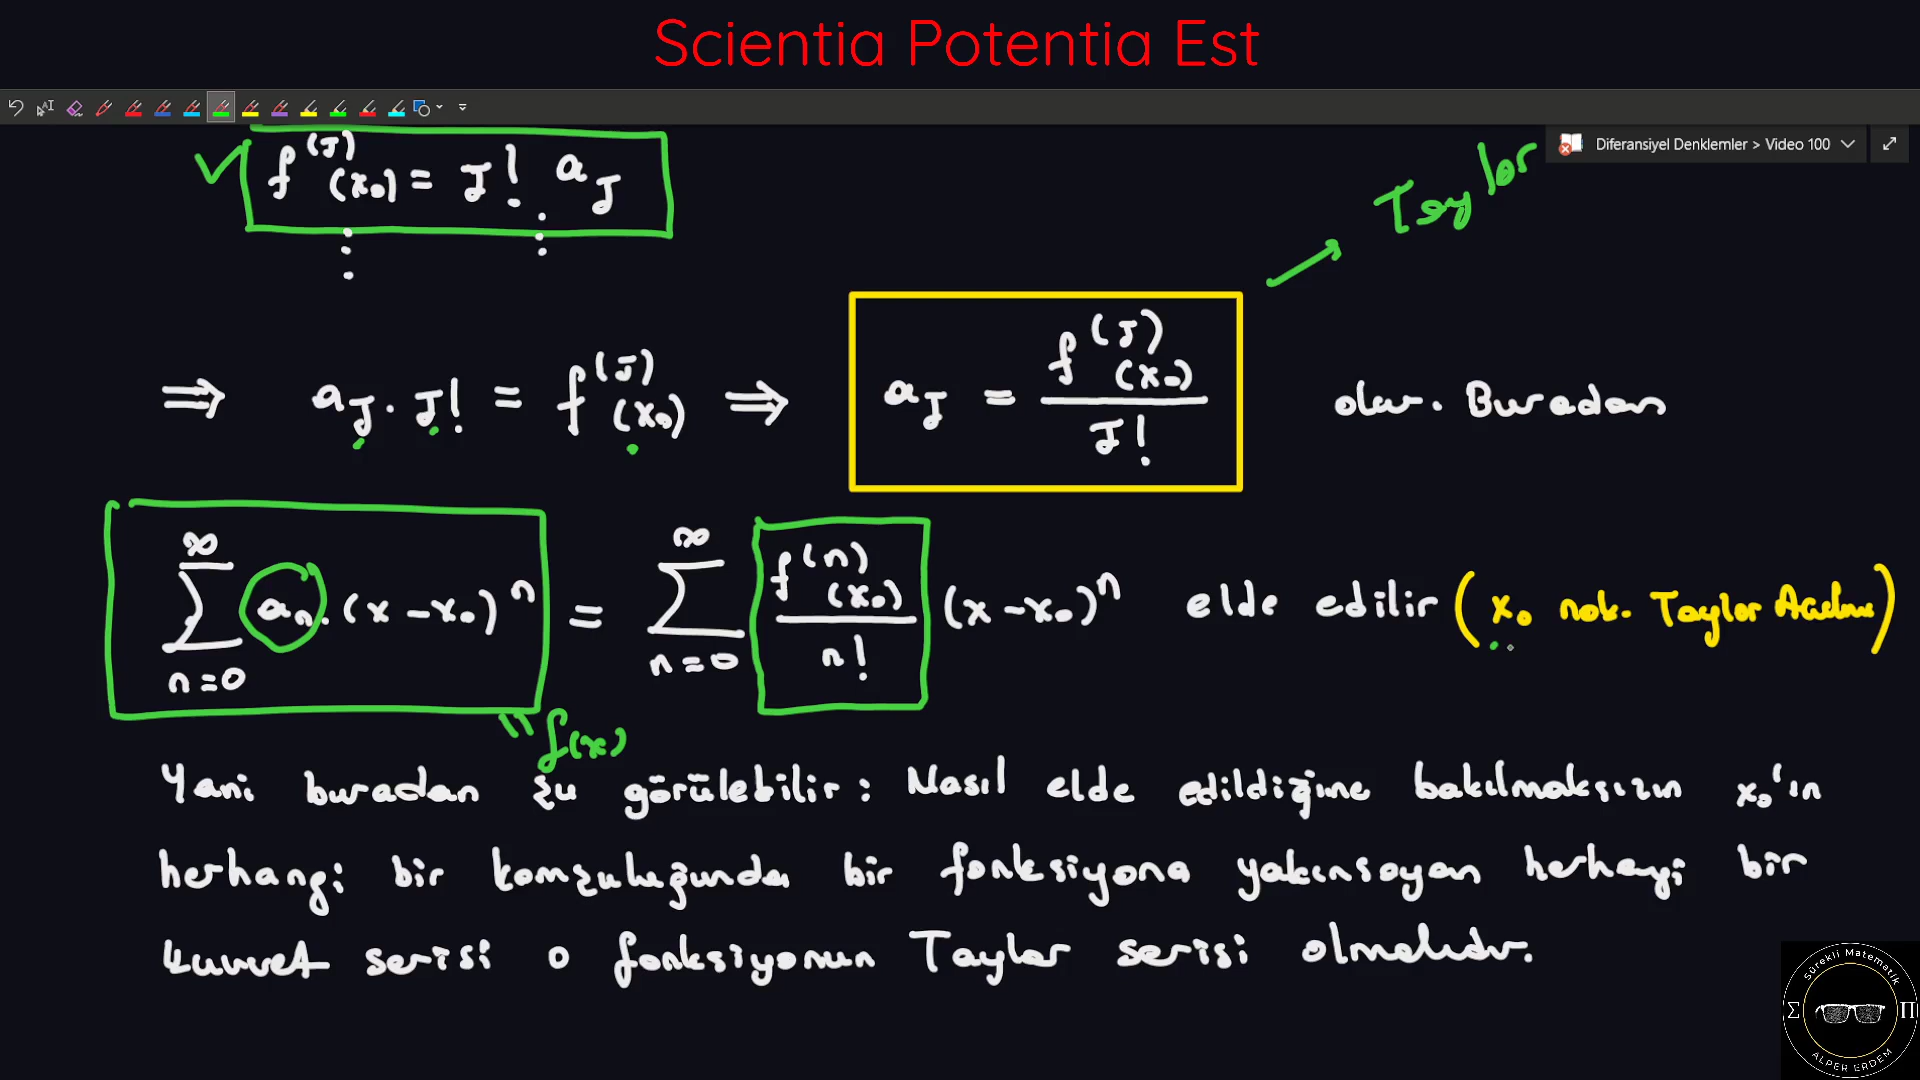 Scientia Potentia Est
Diferansiyel Denklemler > Video 100
Taylor
f^(J)(x₀) = J! a_J
⇒ a_J . J! = f^(J)(x₀) ⇒ a_J = f^(J)(x₀) / J! olur. Buradan
∑_{n=0}^{∞} a_n.(x-x₀)^n = ∑_{n=0}^{∞} f^(n)(x₀)/n! (x-x₀)^n elde edilir (x₀ nok. Taylor Açılımı)
" f(x)
Yani buradan şu görülebilir: Nasıl elde edildiğine bakılmaksızın x₀'ın
herhangi bir komşuluğunda bir fonksiyona yakınsayan herhangi bir
kuvvet serisi o fonksiyonun Taylor serisi olmalıdır.
Sürekli Matematik
Σ Π
ALPER ERDEM